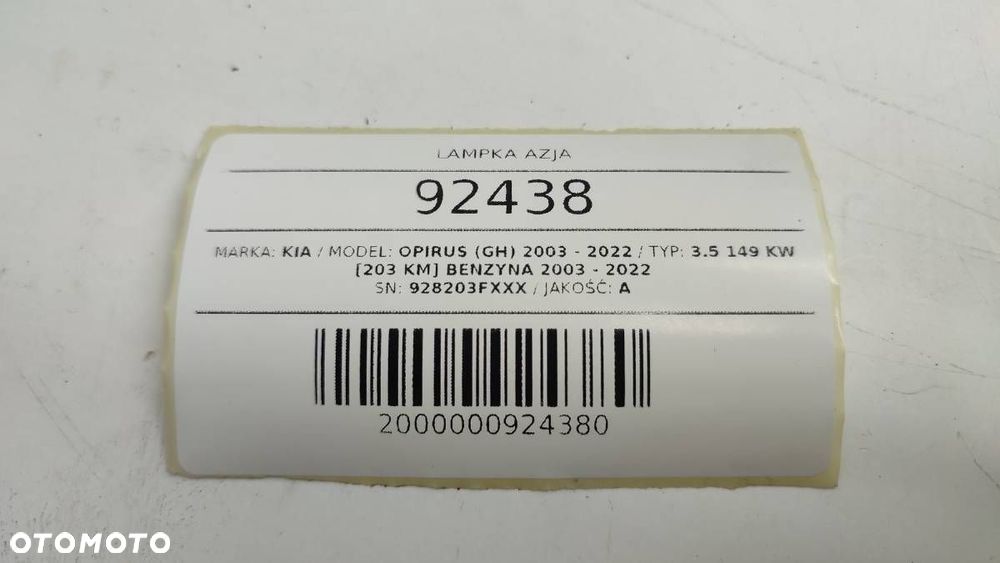 LAMPKA AZJA
92438
MARKA: KIA / MODEL: OPIRUS (GH) 2003 - 2022 / TYP: 3.5 149 KW
[203 KM] BENZYNA 2003 - 2022
SN: 928203FXXX / JAKOŚĆ: A
2000000924380
OTOMOTO